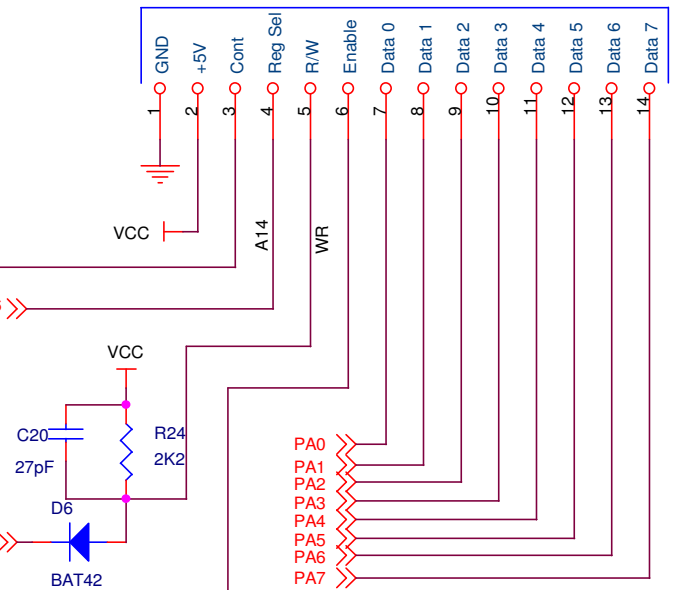 GND
+5V
Cont
Reg Sel
R/W
Enable
Data 0
Data 1
Data 2
Data 3
Data 4
Data 5
Data 6
Data 7
1
2
3
4
5
6
7
8
9
10
11
12
13
14
VCC
A14
WR
VCC
C20
27pF
R24
2K2
D6
BAT42
PA0
PA1
PA2
PA3
PA4
PA5
PA6
PA7